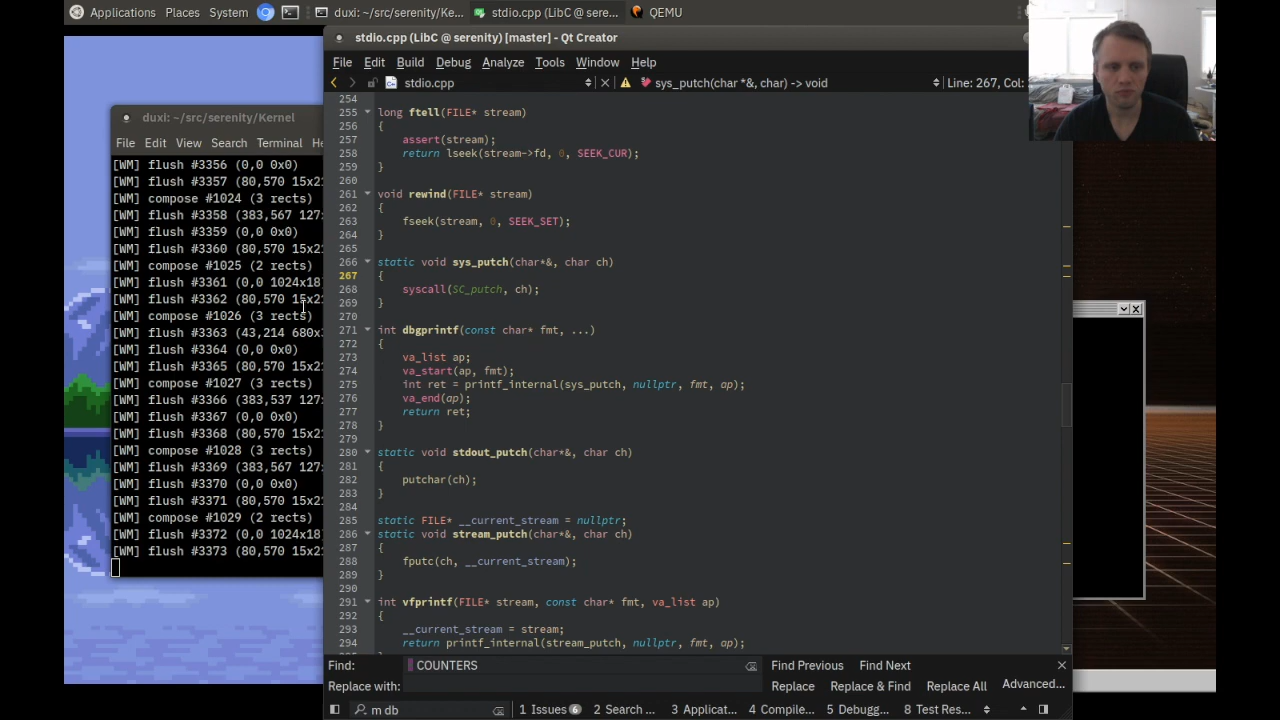 Applications Places System duxi: ~/src/serenity/Ke... stdio.cpp (LibC @ sere... QEMU
stdio.cpp (LibC @ serenity) [master] - Qt Creator
File Edit Build Debug Analyze Tools Window Help
stdio.cpp sys_putch(char *&, char) -> void Line: 267, Col:
duxi: ~/src/serenity/Kernel
File Edit View Search Terminal He
[WM] flush #3356 (0,0 0x0)
[WM] flush #3357 (80,570 15x2
[WM] compose #1024 (3 rects)
[WM] flush #3358 (383,567 127
[WM] flush #3359 (0,0 0x0)
[WM] flush #3360 (80,570 15x2
[WM] compose #1025 (2 rects)
[WM] flush #3361 (0,0 1024x18
[WM] flush #3362 (80,570 15x2
[WM] compose #1026 (3 rects)
[WM] flush #3363 (43,214 680x
[WM] flush #3364 (0,0 0x0)
[WM] flush #3365 (80,570 15x2
[WM] compose #1027 (3 rects)
[WM] flush #3366 (383,537 127
[WM] flush #3367 (0,0 0x0)
[WM] flush #3368 (80,570 15x2
[WM] compose #1028 (3 rects)
[WM] flush #3369 (383,567 127
[WM] flush #3370 (0,0 0x0)
[WM] flush #3371 (80,570 15x2
[WM] compose #1029 (2 rects)
[WM] flush #3372 (0,0 1024x18
[WM] flush #3373 (80,570 15x2
254
255 long ftell(FILE* stream)
256 {
257 assert(stream);
258 return lseek(stream->fd, 0, SEEK_CUR);
259 }
260
261 void rewind(FILE* stream)
262 {
263 fseek(stream, 0, SEEK_SET);
264 }
265
266 static void sys_putch(char*&, char ch)
267 {
268 syscall(SC_putch, ch);
269 }
270
271 int dbgprintf(const char* fmt, ...)
272 {
273 va_list ap;
274 va_start(ap, fmt);
275 int ret = printf_internal(sys_putch, nullptr, fmt, ap);
276 va_end(ap);
277 return ret;
278 }
279
280 static void stdout_putch(char*&, char ch)
281 {
282 putchar(ch);
283 }
284
285 static FILE* __current_stream = nullptr;
286 static void stream_putch(char*&, char ch)
287 {
288 fputc(ch, __current_stream);
289 }
290
291 int vfprintf(FILE* stream, const char* fmt, va_list ap)
292 {
293 __current_stream = stream;
294 return printf_internal(stream_putch, nullptr, fmt, ap);
Find: COUNTERS Find Previous Find Next
Replace with: Replace Replace & Find Replace All Advanced...
m db 1 Issues 6 2 Search ... 3 Applicat... 4 Compile... 5 Debugg... 8 Test Res...